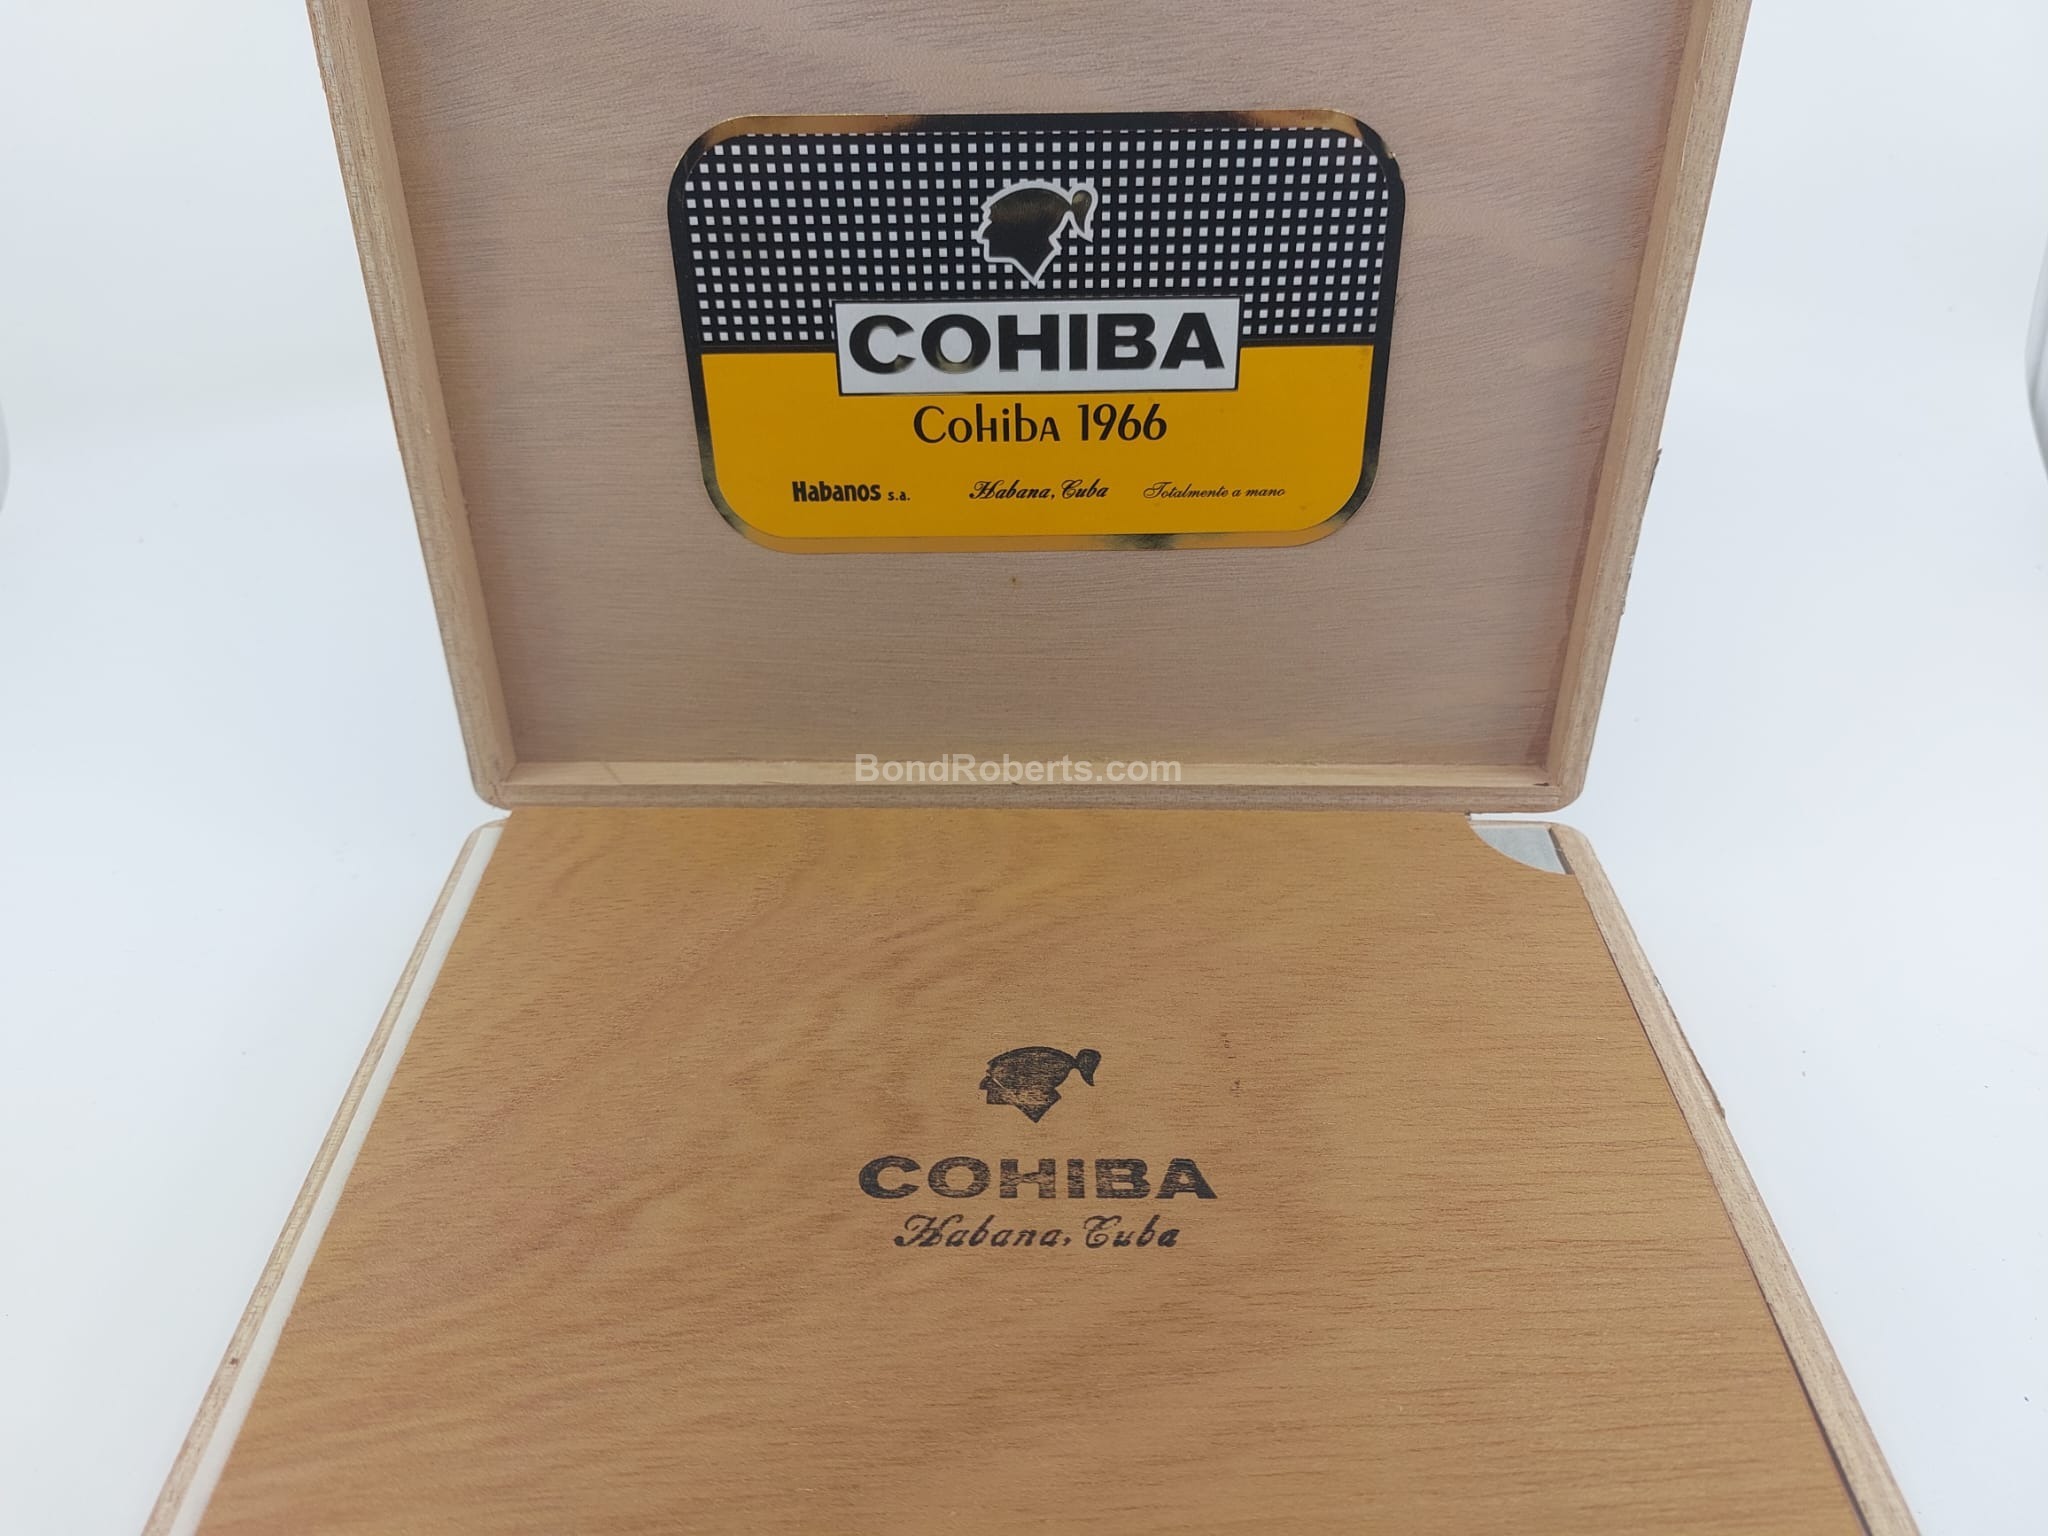 COHIBA
Cohiba 1966
Habanos s.a. Habana, Cuba Totalmente a mano
BondRoberts.com
COHIBA
Habana, Cuba